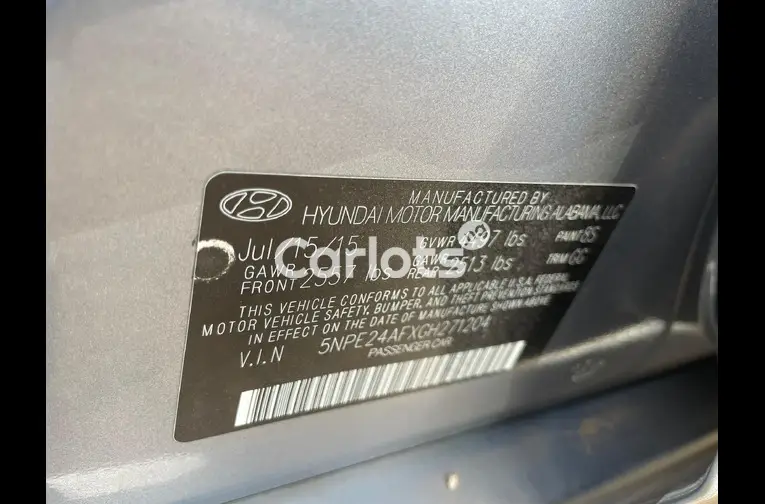 MANUFACTURED BY
HYUNDAI MOTOR MANUFACTURING ALABAMA, LLC
Jul /15/15 GVWR lbs PAINT
GAWR FRONT 2557 lbs GAWR REAR 2513 lbs TRIM
THIS VEHICLE CONFORMS TO ALL APPLICABLE U.S.A. FEDERAL
MOTOR VEHICLE SAFETY, BUMPER, AND THEFT PREVENTION STANDARDS
IN EFFECT ON THE DATE OF MANUFACTURE SHOWN ABOVE.
V.I.N 5NPE24AFXGH271204
PASSENGER CAR
Carlots